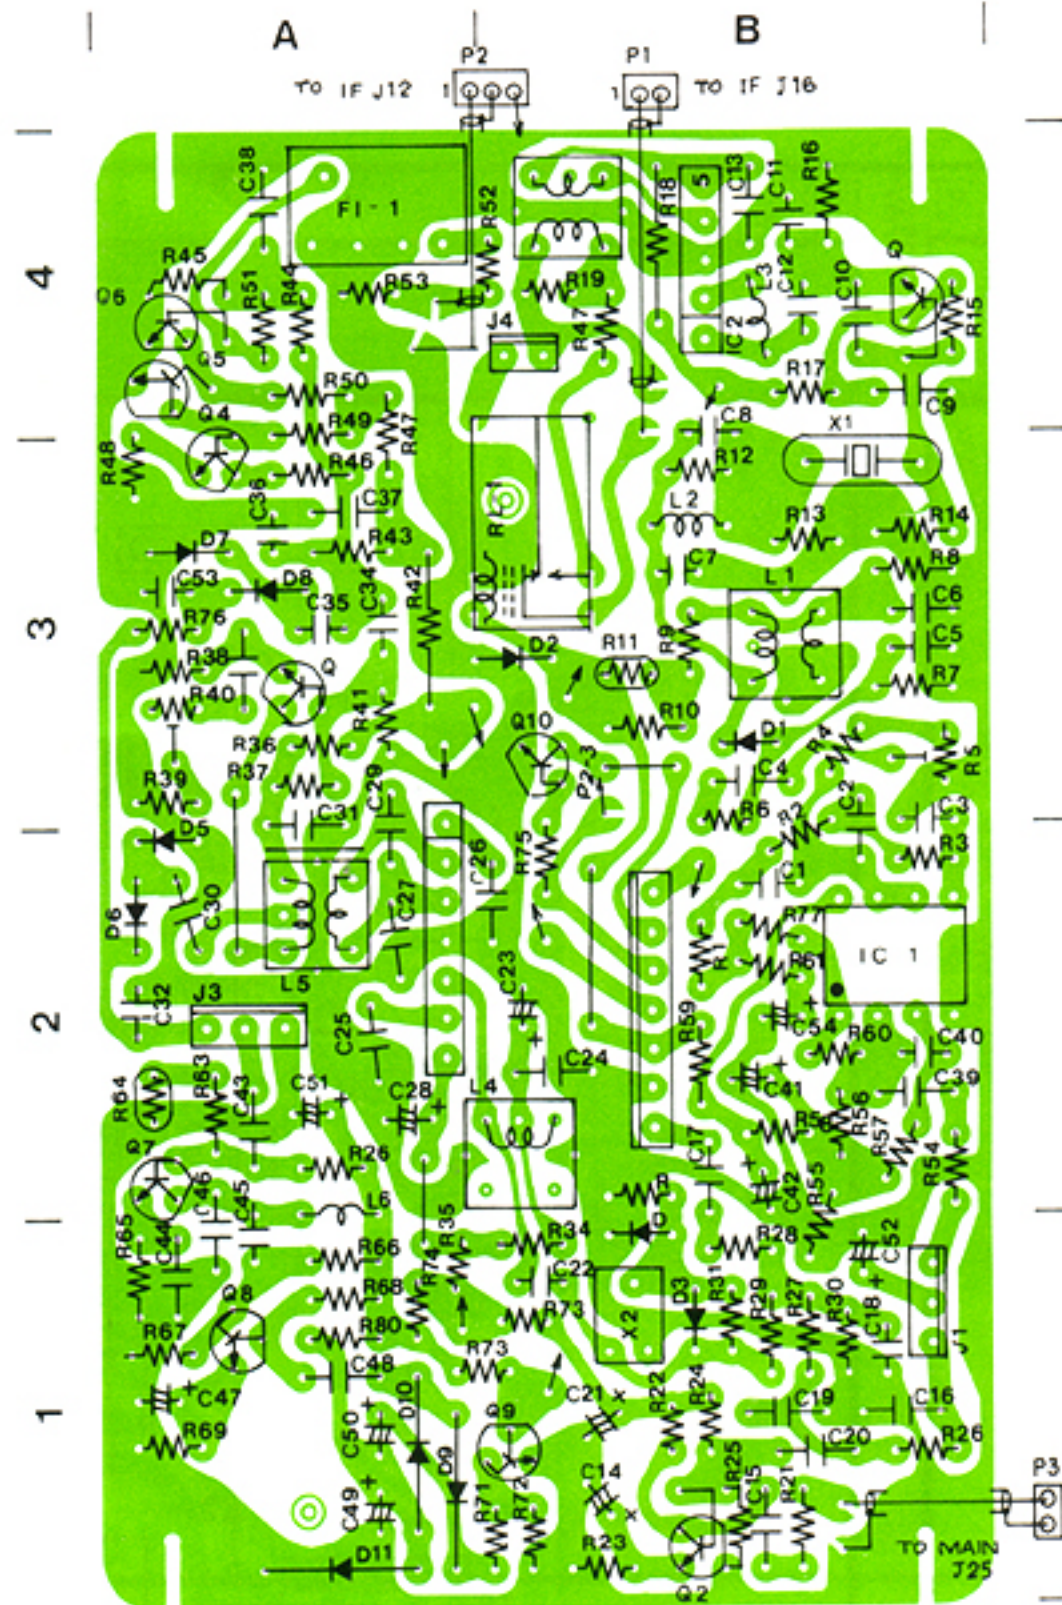 A B
P2 P1
TO IF J12 1 1 TO IF J16
C38 FI-1 R52 R18 5 C13 C11 R16
4
R45 Q6 R51 R44 R53 R19 R47 J4 IC2 L3 C12 C10 Q R15
Q5 R50 R17 C9
Q4 R49 R47 C8 X1
R48 R46 R12
C36 C37 RL-1 L2 R13 R14
D7 R43 C7 R8
C53 D8 C34 R42 L1 C6
3
R76 C35 R9 C5
R38 D2 R11 R7
R40 Q R41 R10
R36 Q10 D1 R4 R5
R37 P2-3 C4
R39 C29 R6 C2 C3
D5 C31 R75 R2 R3
D6 C30 C27 C26 C1
R77
L5 R1 R61 IC 1
2
C32 J3 C25 C23 R59 C54 R60 C40
C24 C41 C39
R64 R63 C43 C51 C28 L4 R56 R57
Q7 R26 C17 R54
C46 C45 L6 R C42 R55
R65 C44 R66 R35 R34 D R28 C52
R68 R74 C22 X2 D3 R31 R29 R27 R30 C18 J1
Q8 R80 R73
R67 C48 R73
1
C47 C50 D10 Q9 C21 x R22 R24 C19 C16
R69 D9 C20 R26
C49 R71 R72 C14 x R25 C15 R21 P3
D11 R23 Q2 TO MAIN
J25